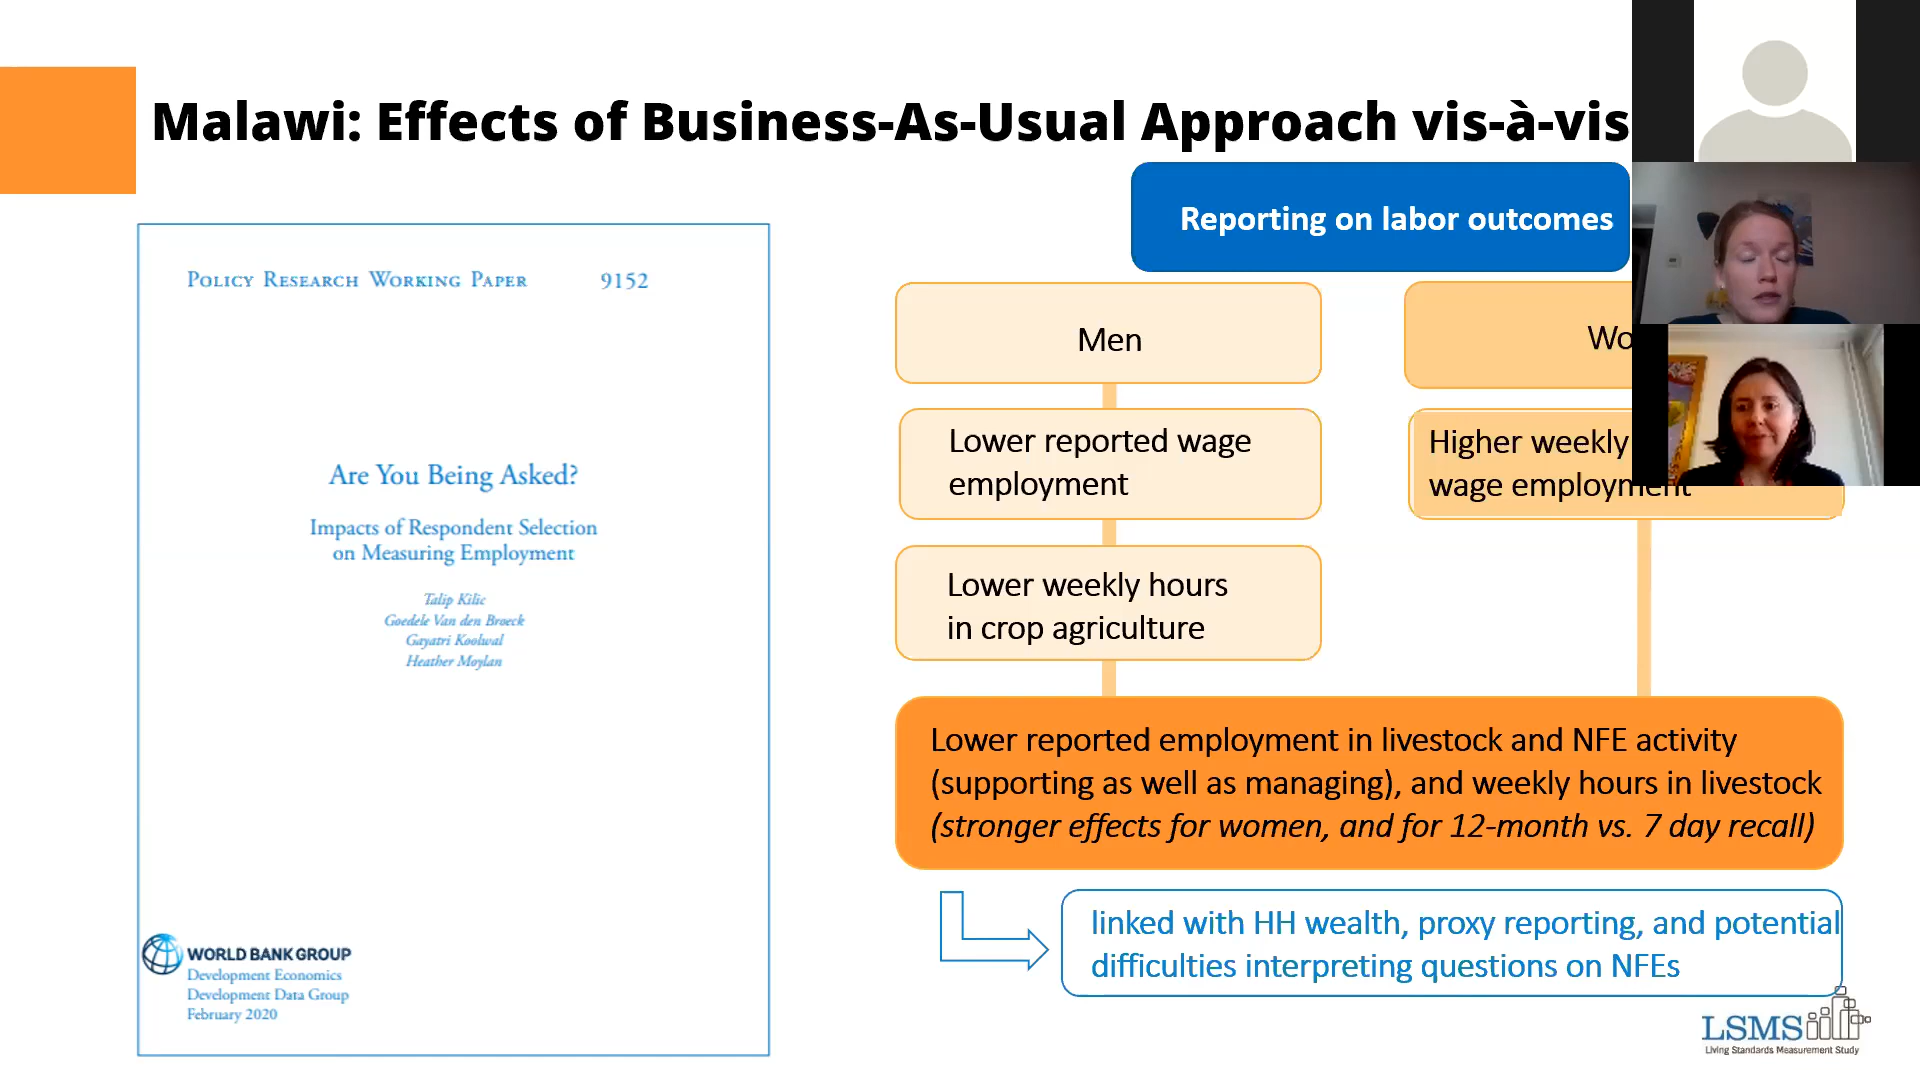 Malawi: Effects of Business-As-Usual Approach vis-à-vis
Reporting on labor outcomes
POLICY RESEARCH WORKING PAPER 9152
Are You Being Asked?
Impacts of Respondent Selection
on Measuring Employment
Talip Kilic
Goedele Van den Broeck
Gayatri Koolwal
Heather Moylan
WORLD BANK GROUP
Development Economics
Development Data Group
February 2020
Men
Wo
Lower reported wage
employment
Higher weekly
wage employment
Lower weekly hours
in crop agriculture
Lower reported employment in livestock and NFE activity
(supporting as well as managing), and weekly hours in livestock
(stronger effects for women, and for 12-month vs. 7 day recall)
linked with HH wealth, proxy reporting, and potential
difficulties interpreting questions on NFEs
LSMS
Living Standards Measurement Study